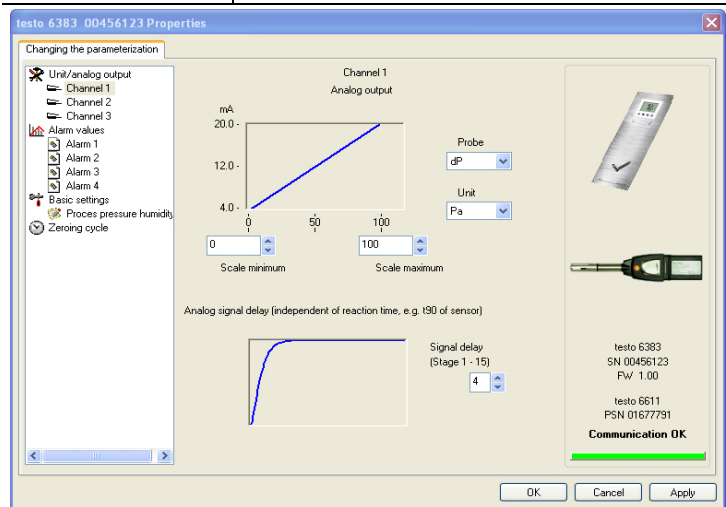 testo 6383 00456123 Properties
Changing the parameterization
Unit/analog output
Channel 1
Channel 2
Channel 3
Alarm values
Alarm 1
Alarm 2
Alarm 3
Alarm 4
Basic settings
Proces pressure humidity
Zeroing cycle
Channel 1
Analog output
mA
20.0 -
12.0 -
4.0 -
0 50 100
0
100
Scale minimum
Scale maximum
Probe
dP
Unit
Pa
Analog signal delay (independent of reaction time, e.g. t90 of sensor)
Signal delay
(Stage 1 - 15)
4
testo 6383
SN 00456123
FW 1.00
testo 6611
PSN 01677791
Communication OK
OK
Cancel
Apply